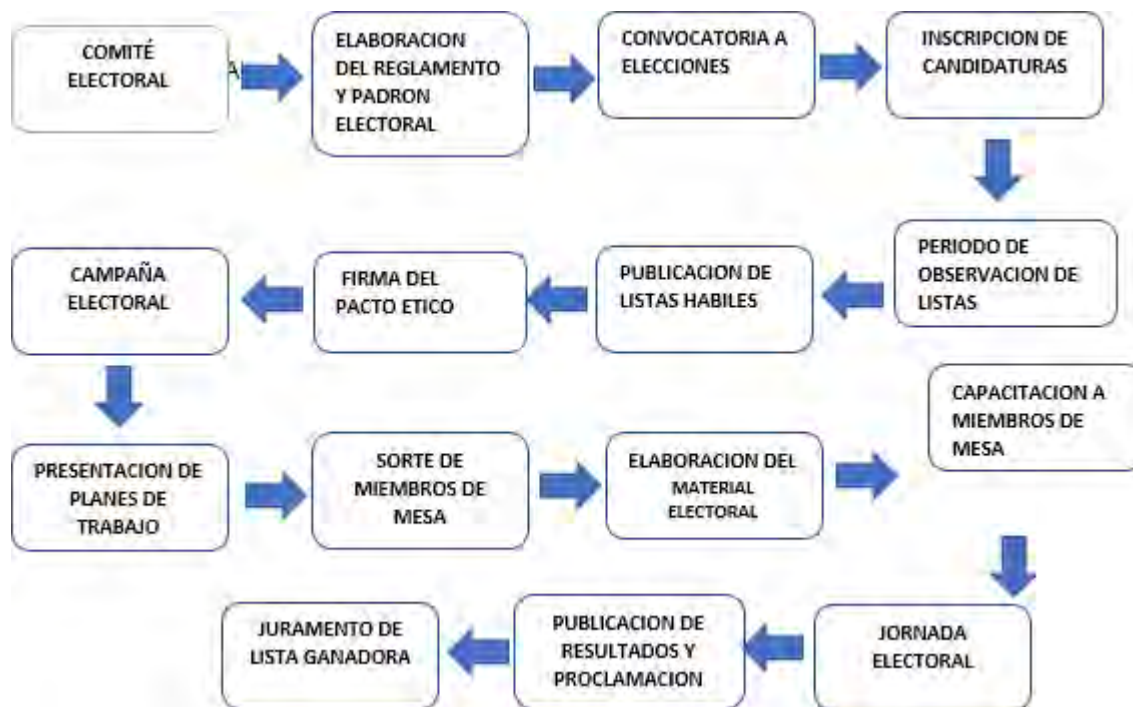 COMITÉ
ELECTORAL
A
ELABORACION
DEL REGLAMENTO
Y PADRON
ELECTORAL
CONVOCATORIA A
ELECCIONES
INSCRIPCION DE
CANDIDATURAS
PERIODO DE
OBSERVACION DE
LISTAS
PUBLICACION DE
LISTAS HABILES
FIRMA DEL
PACTO ETICO
CAMPAÑA
ELECTORAL
PRESENTACION DE
PLANES DE
TRABAJO
SORTE DE
MIEMBROS DE
MESA
ELABORACION DEL
MATERIAL
ELECTORAL
CAPACITACION A
MIEMBROS DE
MESA
JORNADA
ELECTORAL
PUBLICACION DE
RESULTADOS Y
PROCLAMACION
JURAMENTO DE
LISTA GANADORA